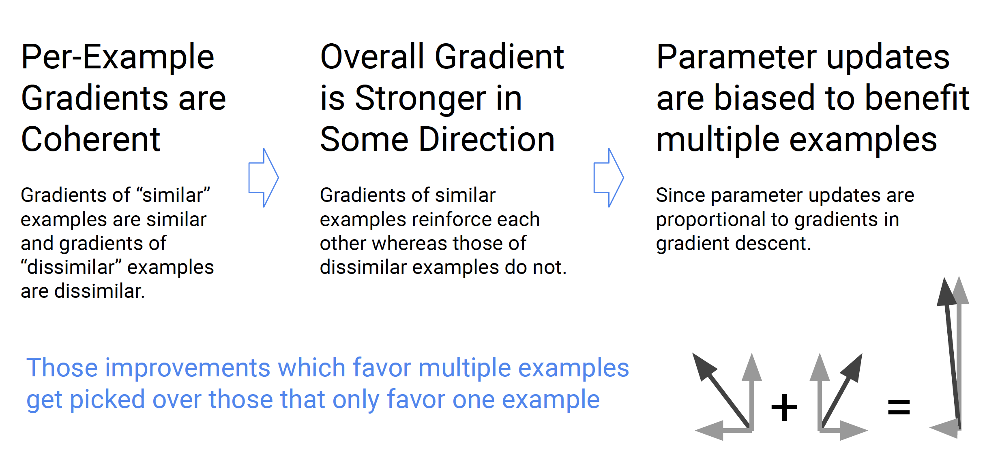 Per-Example
Gradients are
Coherent
Gradients of “similar”
examples are similar
and gradients of
“dissimilar” examples
are dissimilar.
Overall Gradient
is Stronger in
Some Direction
Gradients of similar
examples reinforce each
other whereas those of
dissimilar examples do not.
Parameter updates
are biased to benefit
multiple examples
Since parameter updates are
proportional to gradients in
gradient descent.
Those improvements which favor multiple examples
get picked over those that only favor one example
+ =